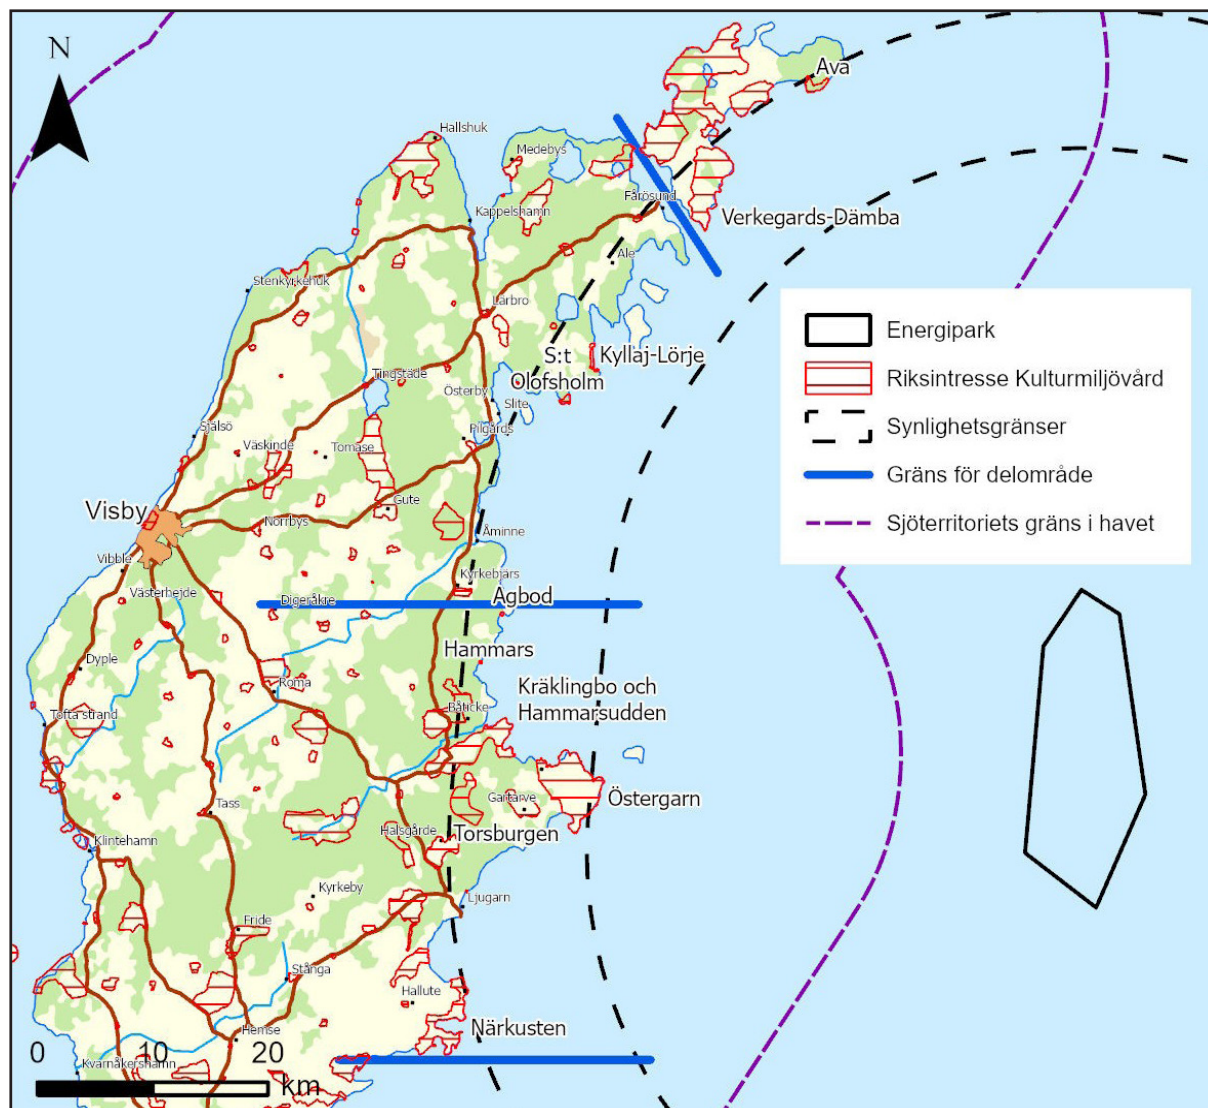 N
Ava
Hallshuk
Medebys
Fårösund
Verkegards-Dämba
Kappelshamn
Ale
Stenkyrkehuk
Lärbro
Energipark
S:t
Olofsholm
Kyllaj-Lörje
Riksintresse Kulturmiljövård
Tingstäde
Österby
Slite
Synlighetsgränser
Själsö
Väskinde
Tomase
Pilgårds
Gräns för delområde
Visby
Gute
Norrbys
Åminne
Sjöterritoriets gräns i havet
Vibble
Västerhejde
Kyrkebjärs
Digeråkre
Agbod
Hammars
Dyple
Roma
Kräklingbo och
Hammarsudden
Båticke
Tofta strand
Tass
Gartarve
Östergarn
Halsgårde
Torsburgen
Klintehamn
Kyrkeby
Ljugarn
Fride
Stånga
Hallute
Närkusten
Hemse
0 10 20
km
Kvarnåkershamn